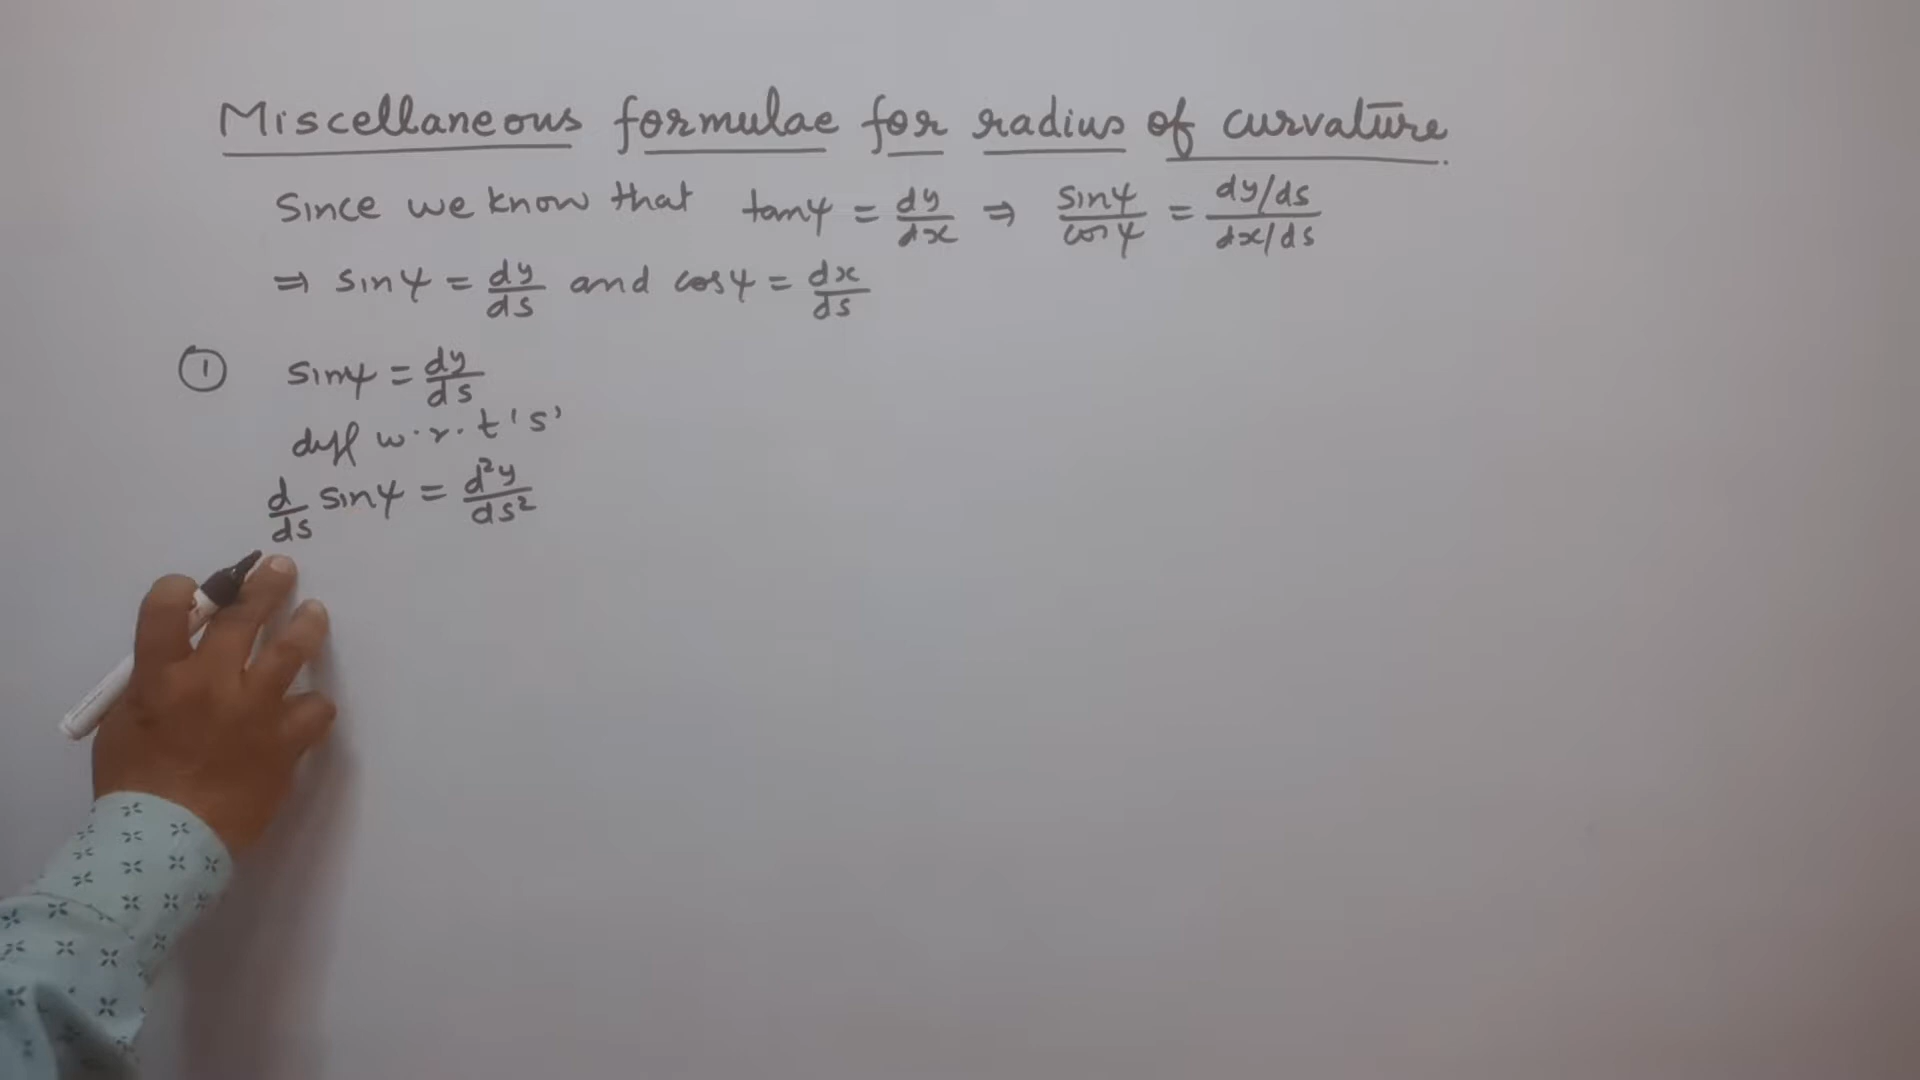 Miscellaneous formulae for radius of curvature
Since we know that tanψ = dy/dx ⇒ sinψ/cosψ = (dy/ds)/(dx/ds)
⇒ sinψ = dy/ds and cosψ = dx/ds
① sinψ = dy/ds
diff w.r.t 's'
d/ds sinψ = d²y/ds²